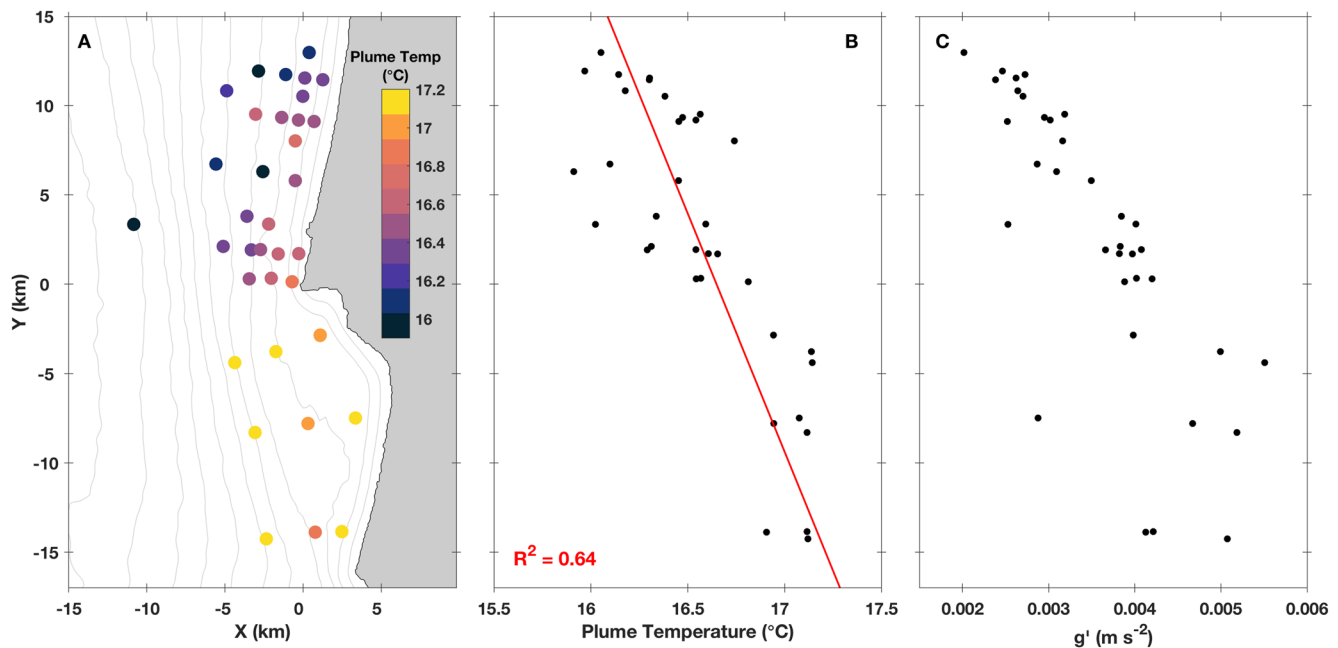 A
Plume Temp
(°C)
17.2
17
16.8
16.6
16.4
16.2
16
15
10
5
0
-5
-10
-15
Y (km)
-15
-10
-5
0
5
X (km)
B
R² = 0.64
15.5
16
16.5
17
17.5
Plume Temperature (°C)
C
0.002
0.003
0.004
0.005
0.006
g' (m s⁻²)